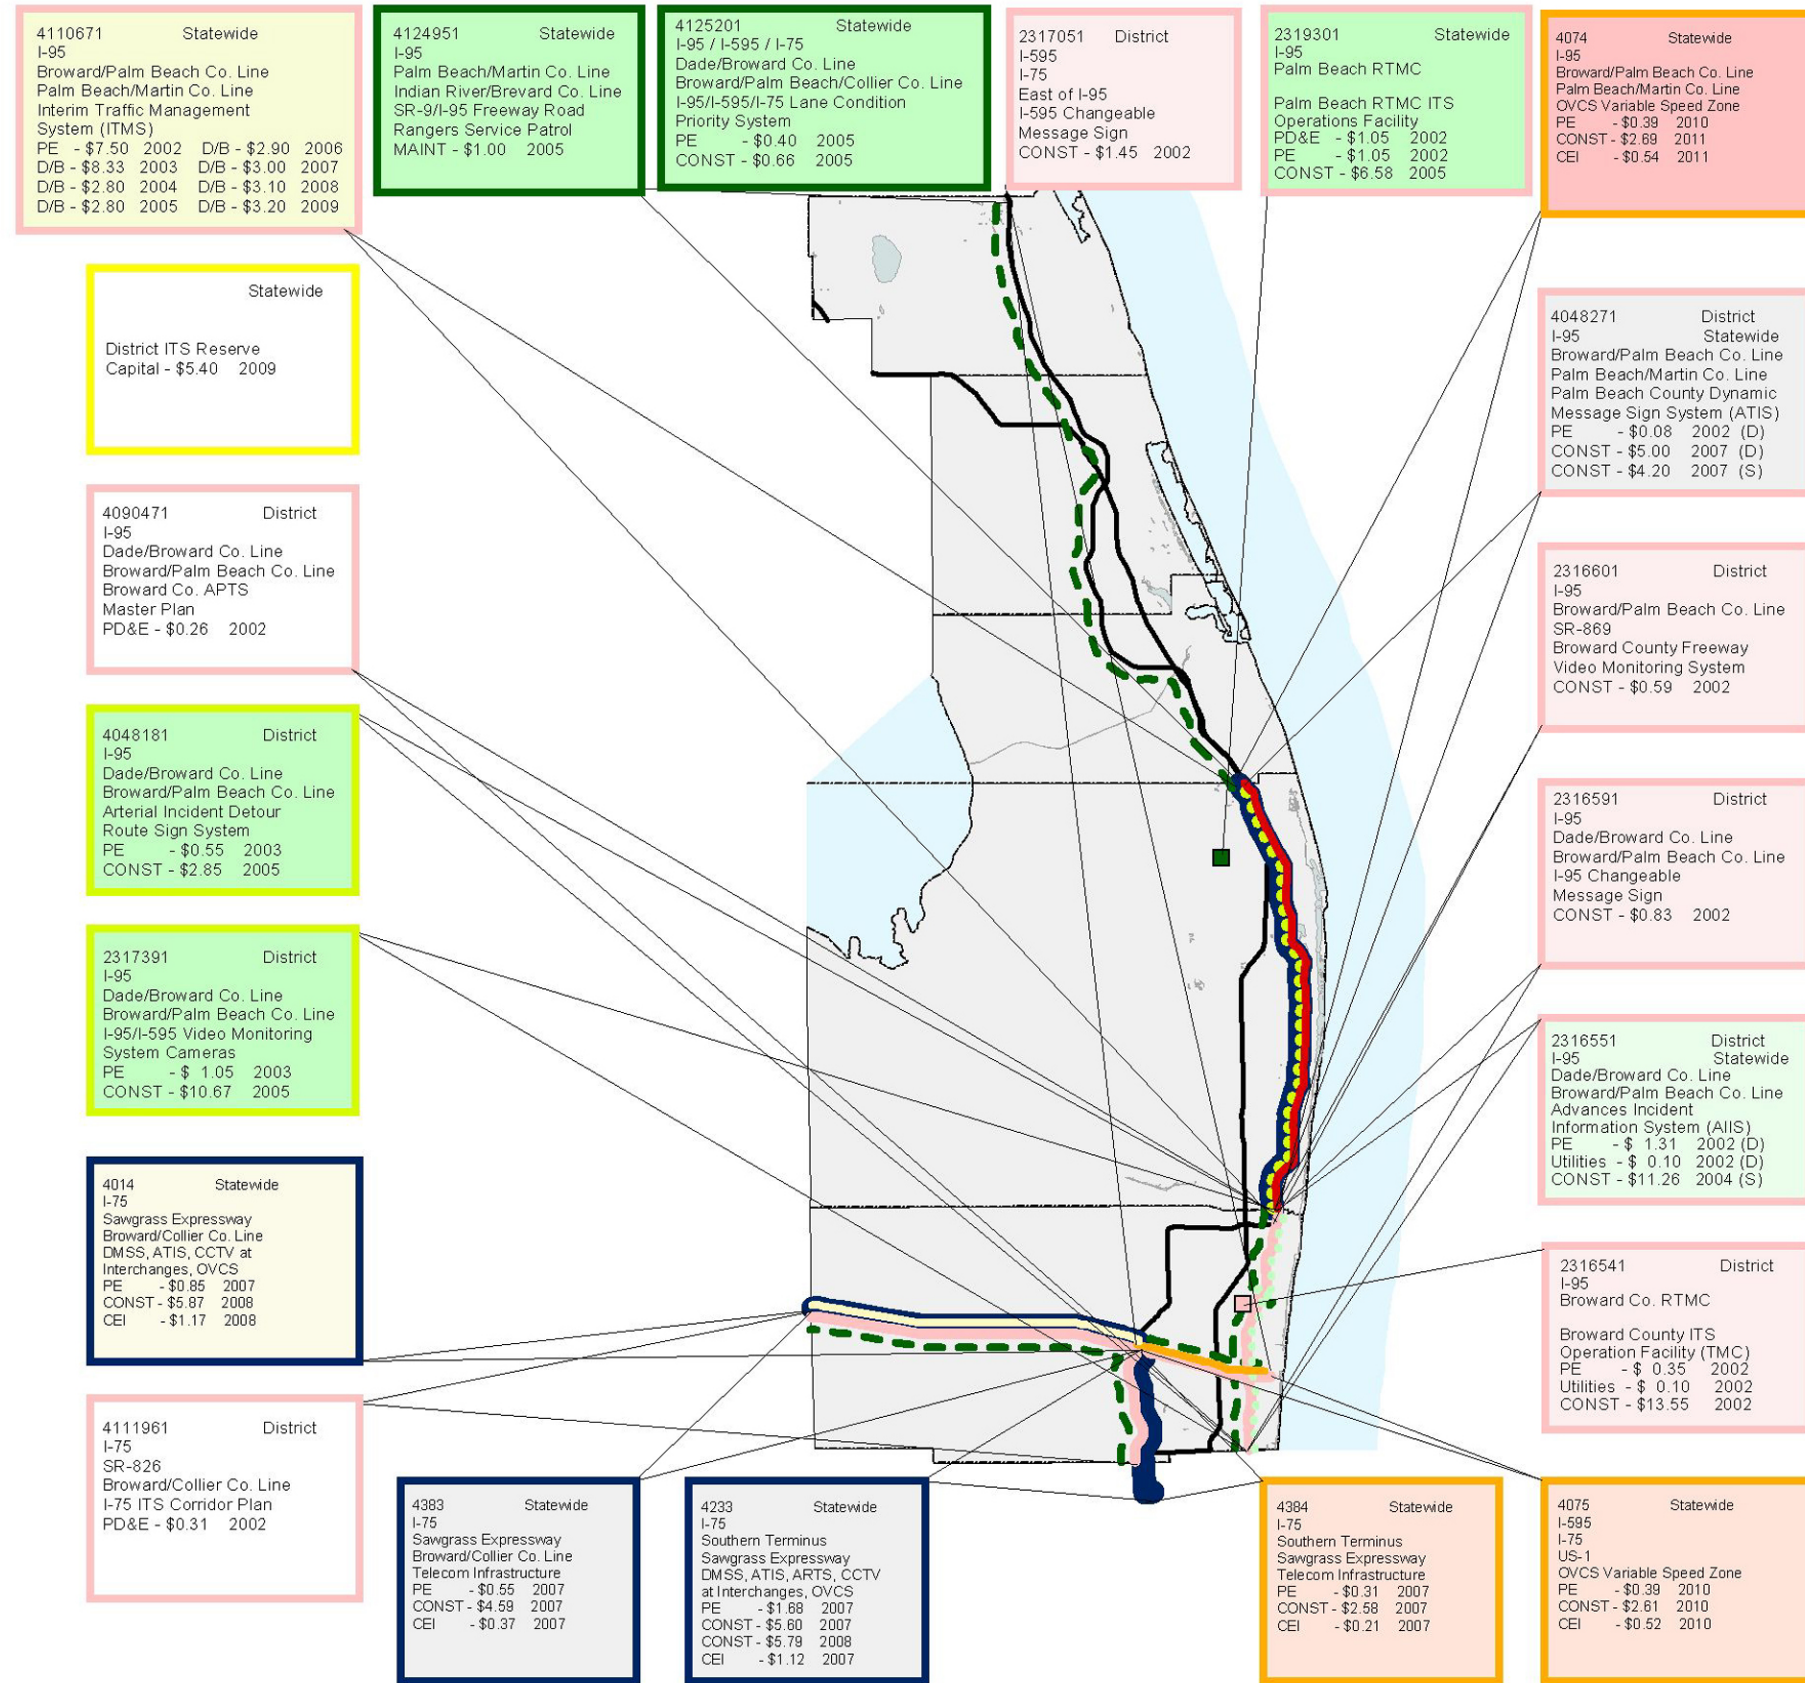 4110671 Statewide
I-95
Broward/Palm Beach Co. Line
Palm Beach/Martin Co. Line
Interim Traffic Management
System (ITMS)
PE - $7.50 2002 D/B - $2.90 2006
D/B - $8.33 2003 D/B - $3.00 2007
D/B - $2.80 2004 D/B - $3.10 2008
D/B - $2.80 2005 D/B - $3.20 2009
4124951 Statewide
I-95
Palm Beach/Martin Co. Line
Indian River/Brevard Co. Line
SR-9/I-95 Freeway Road
Rangers Service Patrol
MAINT - $1.00 2005
4125201 Statewide
I-95 / I-595 / I-75
Dade/Broward Co. Line
Broward/Palm Beach/Collier Co. Line
I-95/I-595/I-75 Lane Condition
Priority System
PE - $0.40 2005
CONST - $0.66 2005
2317051 District
I-595
I-75
East of I-95
I-595 Changeable
Message Sign
CONST - $1.45 2002
2319301 Statewide
I-95
Palm Beach RTMC
Palm Beach RTMC ITS
Operations Facility
PD&E - $1.05 2002
PE - $1.05 2002
CONST - $6.58 2005
4074 Statewide
I-95
Broward/Palm Beach Co. Line
Palm Beach/Martin Co. Line
OVCS Variable Speed Zone
PE - $0.39 2010
CONST - $2.69 2011
CEI - $0.54 2011
Statewide
District ITS Reserve
Capital - $5.40 2009
4048271 District
I-95 Statewide
Broward/Palm Beach Co. Line
Palm Beach/Martin Co. Line
Palm Beach County Dynamic
Message Sign System (ATIS)
PE - $0.08 2002 (D)
CONST - $5.00 2007 (D)
CONST - $4.20 2007 (S)
4090471 District
I-95
Dade/Broward Co. Line
Broward/Palm Beach Co. Line
Broward Co. APTS
Master Plan
PD&E - $0.26 2002
2316601 District
I-95
Broward/Palm Beach Co. Line
SR-869
Broward County Freeway
Video Monitoring System
CONST - $0.59 2002
4048181 District
I-95
Dade/Broward Co. Line
Broward/Palm Beach Co. Line
Arterial Incident Detour
Route Sign System
PE - $0.55 2003
CONST - $2.85 2005
2316591 District
I-95
Dade/Broward Co. Line
Broward/Palm Beach Co. Line
I-95 Changeable
Message Sign
CONST - $0.83 2002
2317391 District
I-95
Dade/Broward Co. Line
Broward/Palm Beach Co. Line
I-95/I-595 Video Monitoring
System Cameras
PE - $ 1.05 2003
CONST - $10.67 2005
2316551 District
I-95 Statewide
Dade/Broward Co. Line
Broward/Palm Beach Co. Line
Advances Incident
Information System (AIIS)
PE - $ 1.31 2002 (D)
Utilities - $ 0.10 2002 (D)
CONST - $11.26 2004 (S)
4014 Statewide
I-75
Sawgrass Expressway
Broward/Collier Co. Line
DMSS, ATIS, CCTV at
Interchanges, OVCS
PE - $0.85 2007
CONST - $5.87 2008
CEI - $1.17 2008
2316541 District
I-95
Broward Co. RTMC
Broward County ITS
Operation Facility (TMC)
PE - $ 0.35 2002
Utilities - $ 0.10 2002
CONST - $13.55 2002
4111961 District
I-75
SR-826
Broward/Collier Co. Line
I-75 ITS Corridor Plan
PD&E - $0.31 2002
4383 Statewide
I-75
Sawgrass Expressway
Broward/Collier Co. Line
Telecom Infrastructure
PE - $0.55 2007
CONST - $4.59 2007
CEI - $0.37 2007
4233 Statewide
I-75
Southern Terminus
Sawgrass Expressway
DMSS, ATIS, ARTS, CCTV
at Interchanges, OVCS
PE - $1.68 2007
CONST - $5.60 2007
CONST - $5.79 2008
CEI - $1.12 2007
4384 Statewide
I-75
Southern Terminus
Sawgrass Expressway
Telecom Infrastructure
PE - $0.31 2007
CONST - $2.58 2007
CEI - $0.21 2007
4075 Statewide
I-595
I-75
US-1
OVCS Variable Speed Zone
PE - $0.39 2010
CONST - $2.61 2010
CEI - $0.52 2010